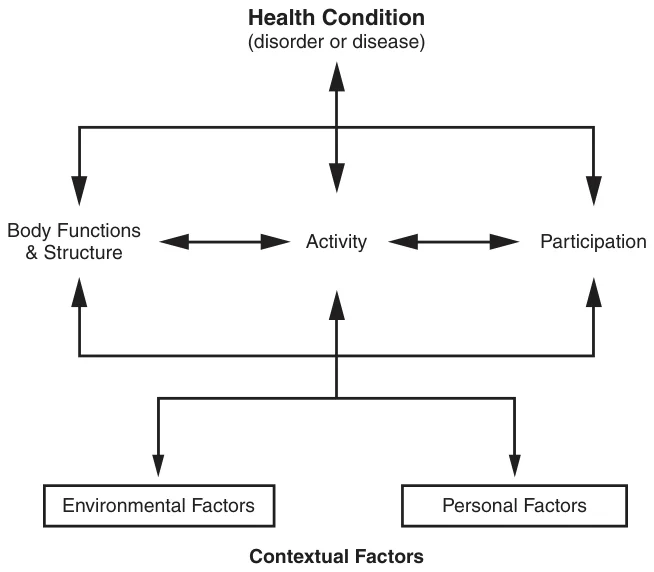 Health Condition
(disorder or disease)
Body Functions
& Structure
Activity
Participation
Environmental Factors
Personal Factors
Contextual Factors